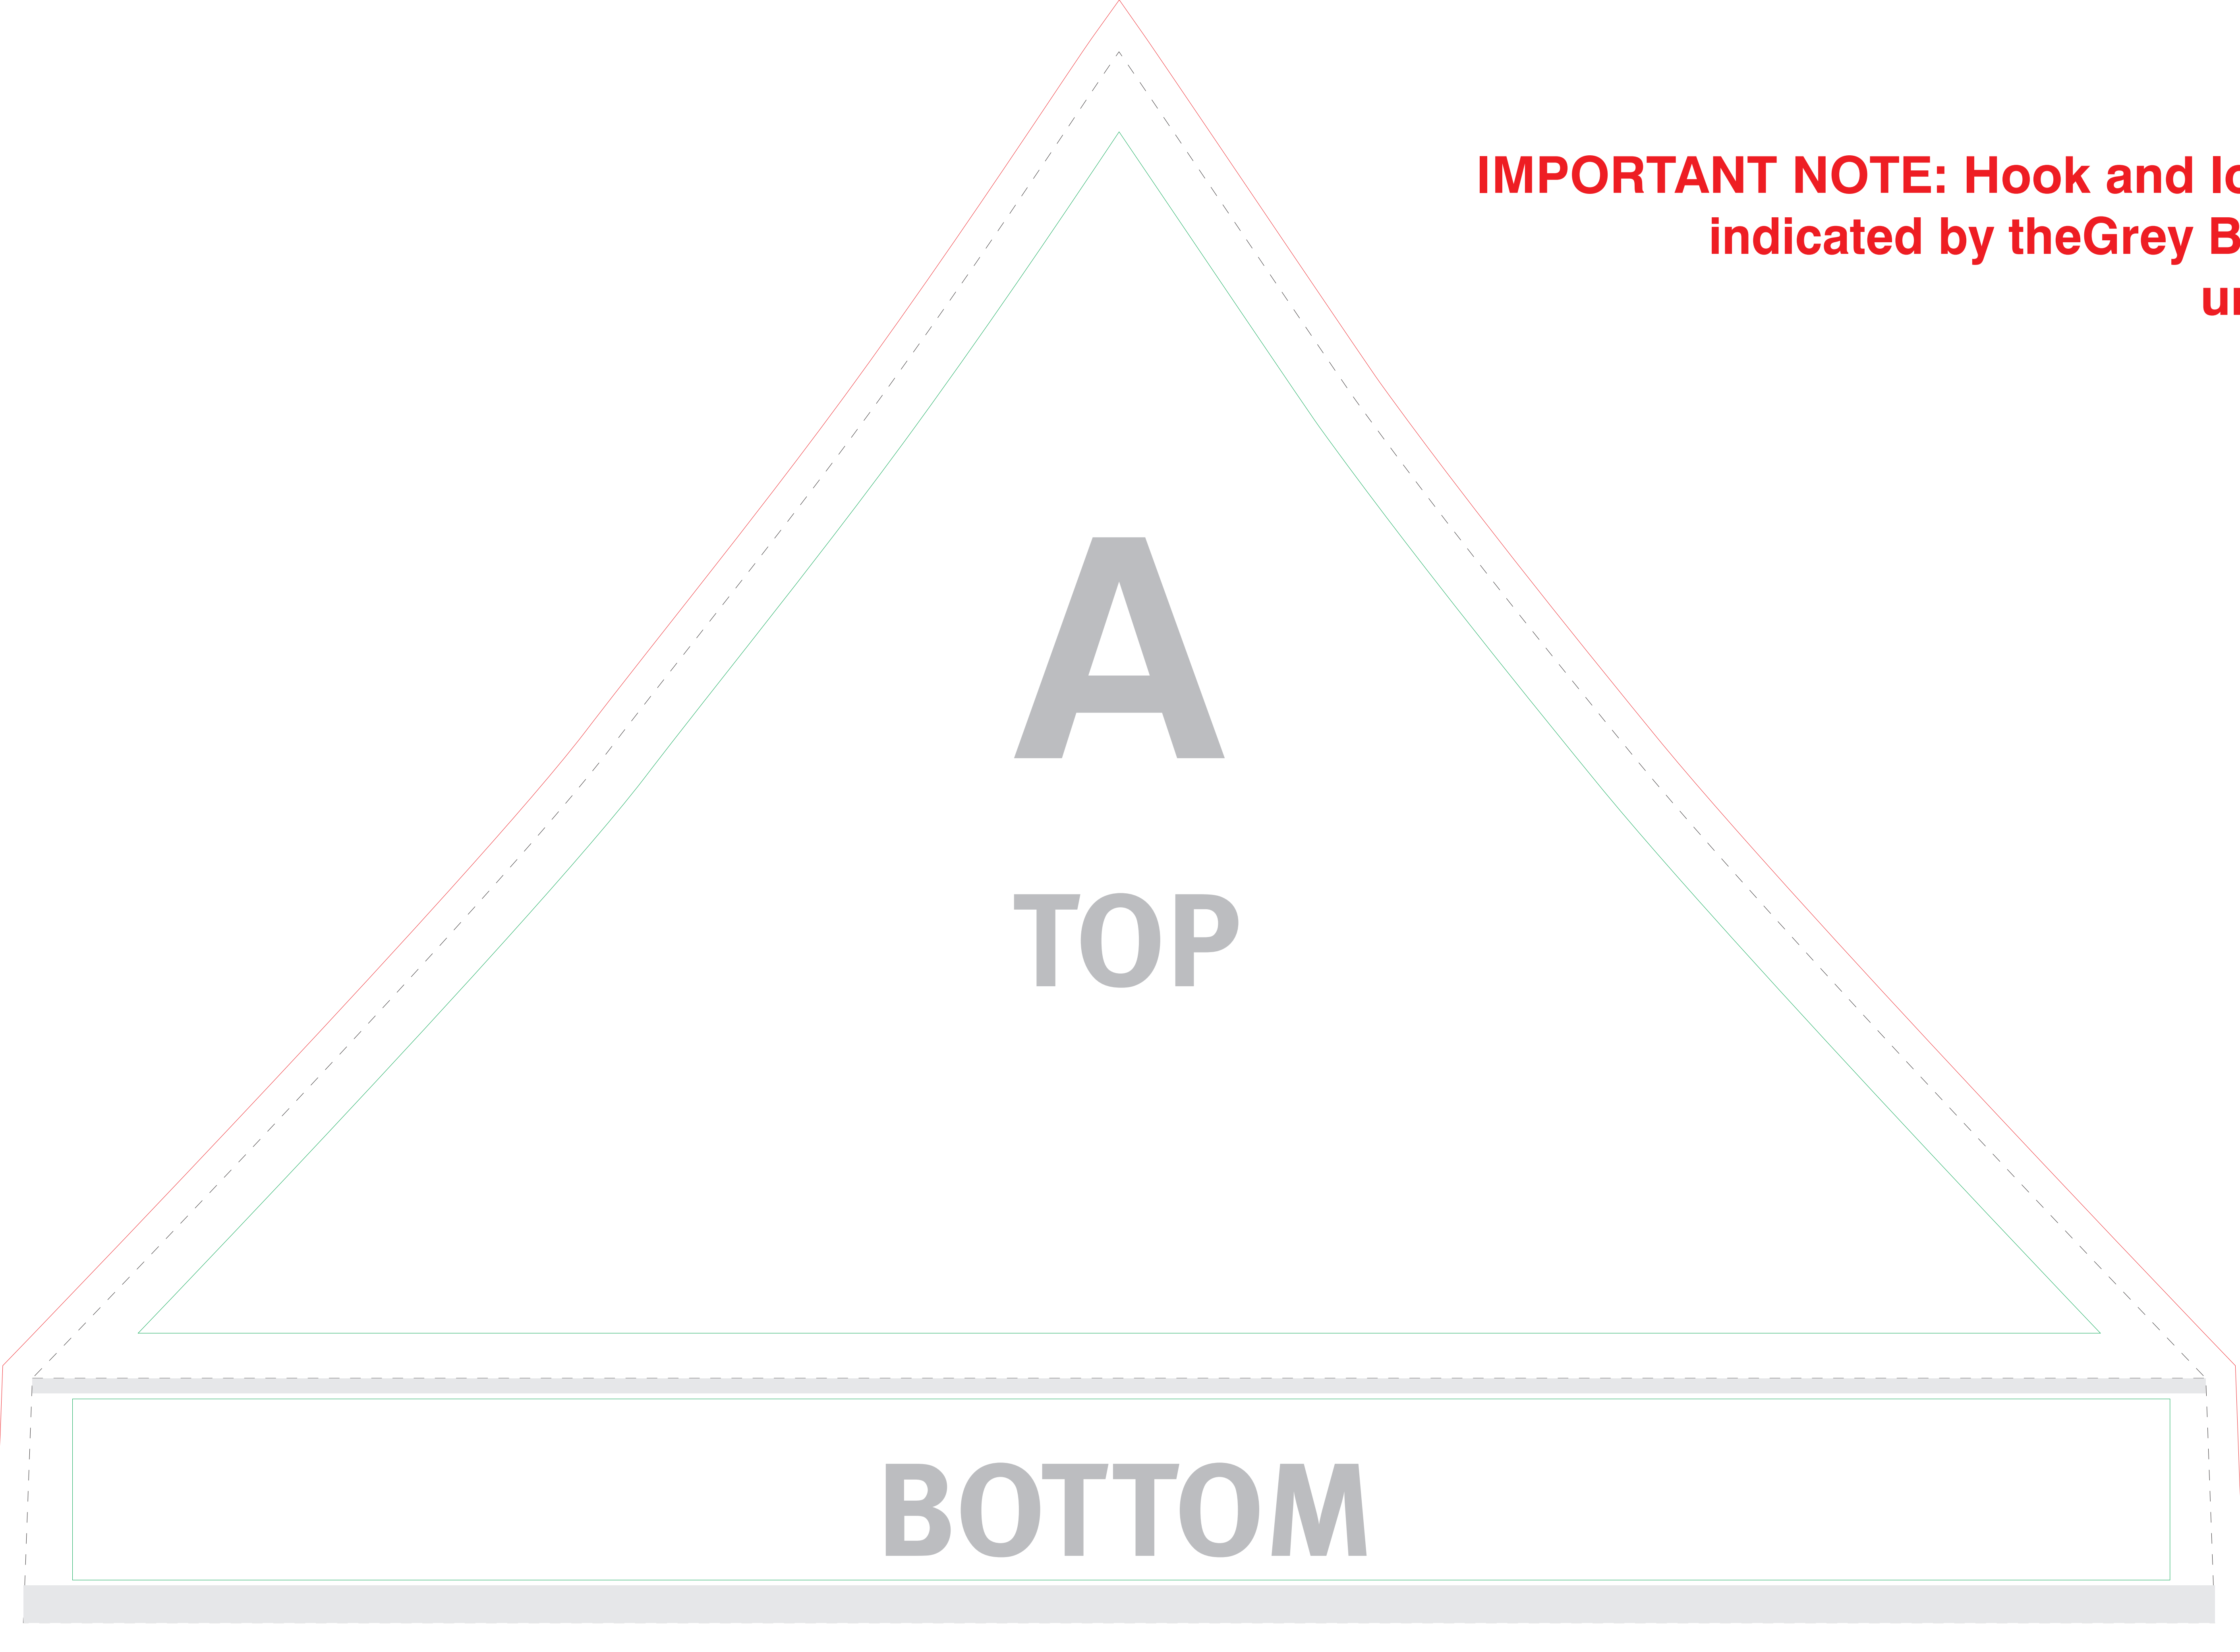 IMPORTANT NOTE: Hook and
indicated by theGrey
A
TOP
BOTTOM